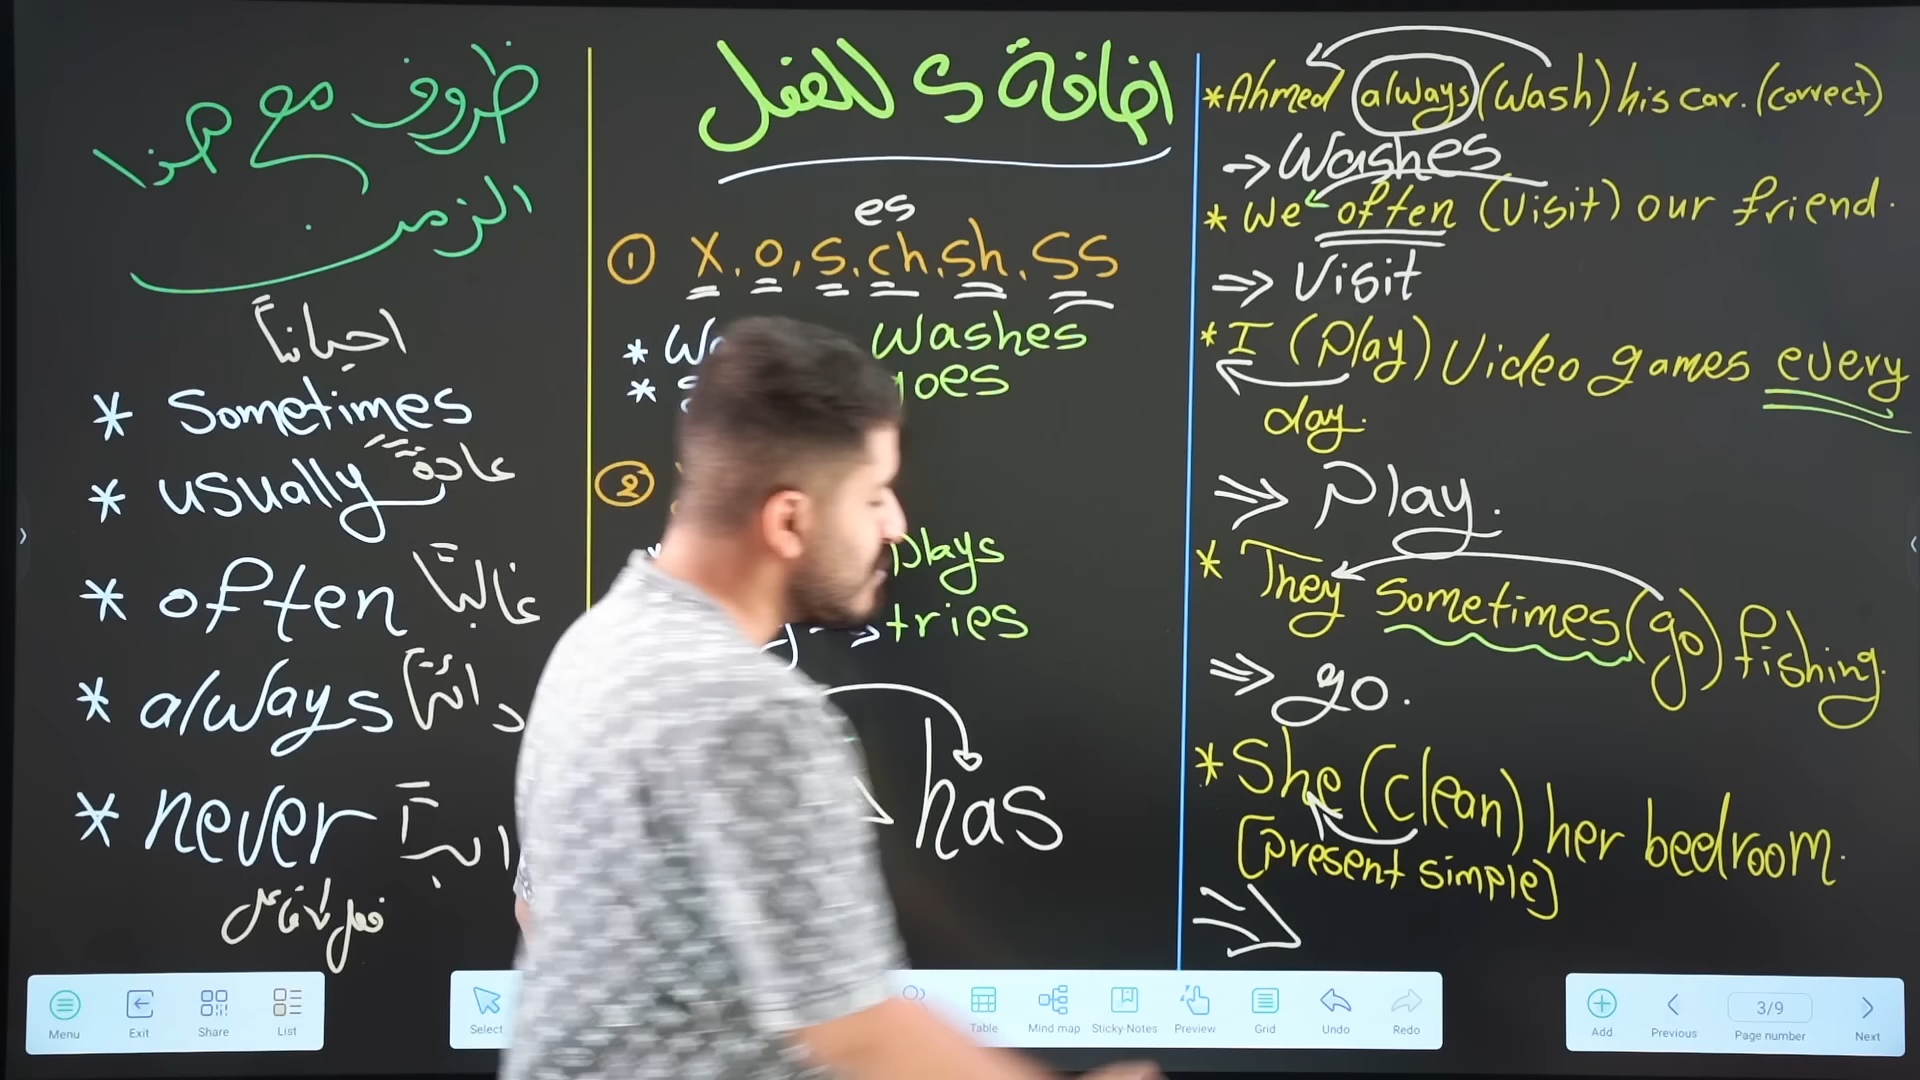 ظروف مع هذا
الزمن
احياناً
* Sometimes
* usually عادةً
* often غالباً
* always دائماً
* never ابداً
اضافة S للفعل
es
① X, o, s, ch, sh, ss
* Washes
* goes
②
plays
y → tries
has
* Ahmed always (wash) his car. (correct)
→ Washes
* We often (visit) our friend.
⇒ Visit
* I (play) Video games every
day.
⇒ Play.
* They sometimes (go) fishing.
⇒ go.
* She (clean) her bedroom.
[present simple]
Menu
Exit
Share
List
Select
Table
Mind map
Sticky-Notes
Preview
Grid
Undo
Redo
Add
Previous
3/9
Page number
Next